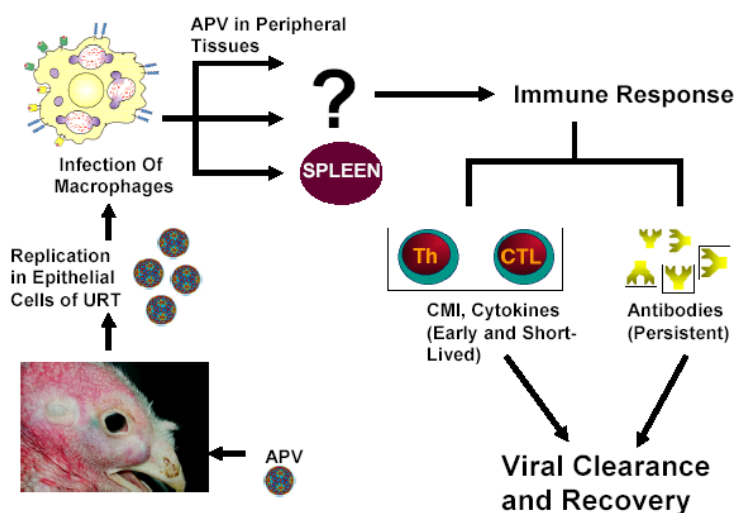 APV in Peripheral
Tissues
?
Immune Response
SPLEEN
Infection Of
Macrophages
Replication
in Epithelial
Cells of URT
Th
CTL
CMI, Cytokines
(Early and Short-
Lived)
Antibodies
(Persistent)
APV
Viral Clearance
and Recovery